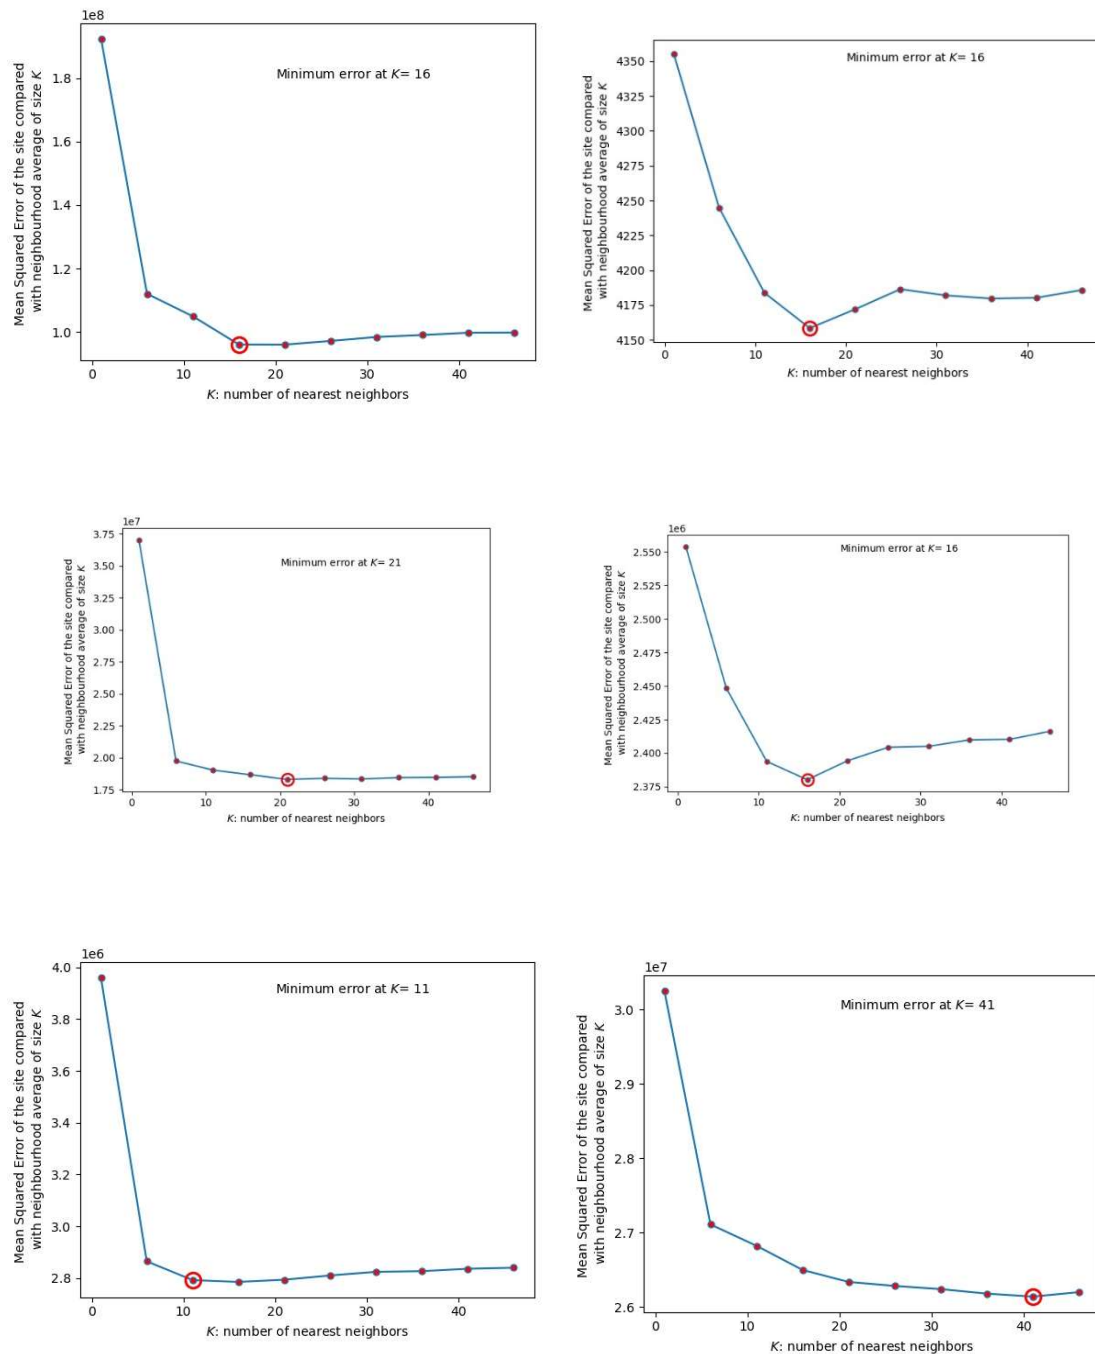 1e8
Minimum error at K= 16
Mean Squared Error of the site compared
with neighbourhood average of size K
1.8
1.6
1.4
1.2
1.0
0 10 20 30 40
K: number of nearest neighbors
Minimum error at K= 16
Mean Squared Error of the site compared
with neighbourhood average of size K
4350
4325
4300
4275
4250
4225
4200
4175
4150
0 10 20 30 40
K: number of nearest neighbors
1e7
Minimum error at K= 21
Mean Squared Error of the site compared
with neighbourhood average of size K
3.75
3.50
3.25
3.00
2.75
2.50
2.25
2.00
1.75
0 10 20 30 40
K: number of nearest neighbors
1e6
Minimum error at K= 16
Mean Squared Error of the site compared
with neighbourhood average of size K
2.550
2.525
2.500
2.475
2.450
2.425
2.400
2.375
0 10 20 30 40
K: number of nearest neighbors
1e6
Minimum error at K= 11
Mean Squared Error of the site compared
with neighbourhood average of size K
4.0
3.8
3.6
3.4
3.2
3.0
2.8
0 10 20 30 40
K: number of nearest neighbors
1e7
Minimum error at K= 41
Mean Squared Error of the site compared
with neighbourhood average of size K
3.0
2.9
2.8
2.7
2.6
0 10 20 30 40
K: number of nearest neighbors